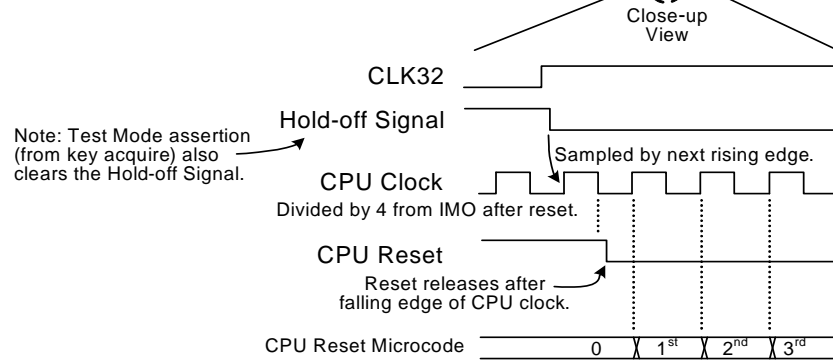 Close-up
View
CLK32
Hold-off Signal
Note: Test Mode assertion
(from key acquire) also
clears the Hold-off Signal.
Sampled by next rising edge.
CPU Clock
Divided by 4 from IMO after reset.
CPU Reset
Reset releases after
falling edge of CPU clock.
CPU Reset Microcode 0 1st 2nd 3rd